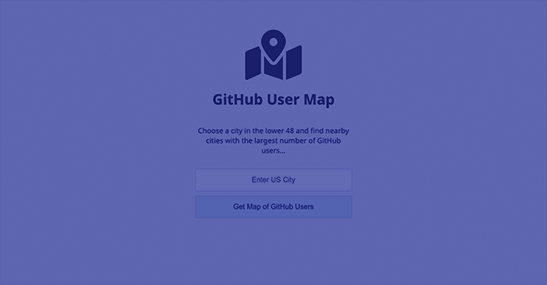 GitHub User Map
Choose a city in the lower 48 and find nearby
cities with the largest number of GitHub
users...
Enter US City
Get Map of GitHub Users